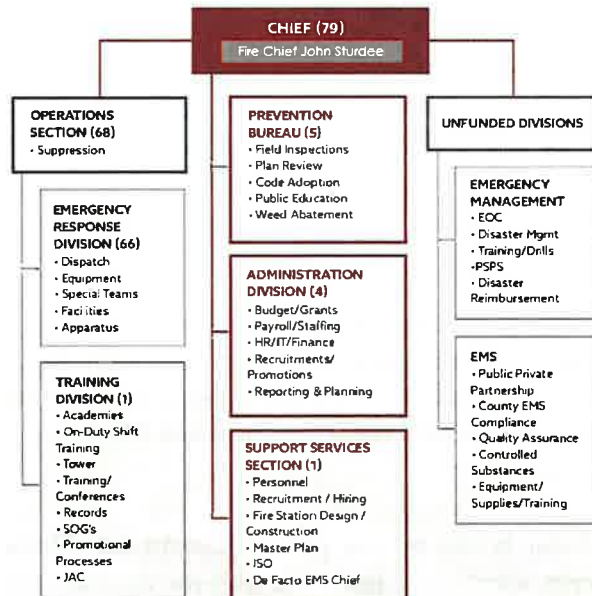 CHIEF (79)
Fire Chief John Sturdee
OPERATIONS
SECTION (68)
• Suppression
EMERGENCY
RESPONSE
DIVISION (66)
• Dispatch
• Equipment
• Special Teams
• Facilities
• Apparatus
TRAINING
DIVISION (1)
• Academies
• On-Duty Shift
Training
• Tower
• Training/
Conferences
• Records
• SOG's
• Promotional
Processes
• JAC
PREVENTION
BUREAU (5)
• Field Inspections
• Plan Review
• Code Adoption
• Public Education
• Weed Abatement
ADMINISTRATION
DIVISION (4)
• Budget/Grants
• Payroll/Staffing
• HR/IT/Finance
• Recruitments/
Promotions
• Reporting & Planning
SUPPORT SERVICES
SECTION (1)
• Personnel
• Recruitment / Hiring
• Fire Station Design /
Construction
• Master Plan
• ISO
• De Facto EMS Chief
UNFUNDED DIVISIONS
EMERGENCY
MANAGEMENT
• EOC
• Disaster Mgmt
• Training/Drills
•PSPS
• Disaster
Reimbursement
EMS
• Public Private
Partnership
• County EMS
Compliance
• Quality Assurance
• Controlled
Substances
• Equipment/
Supplies/Training